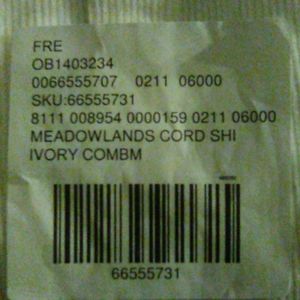 FRE
OB1403234
0066555707 0211 06000
SKU:66555731
8111 008954 0000159 0211 06000
MEADOWLANDS CORD SHI
IVORY COMBM
66555731